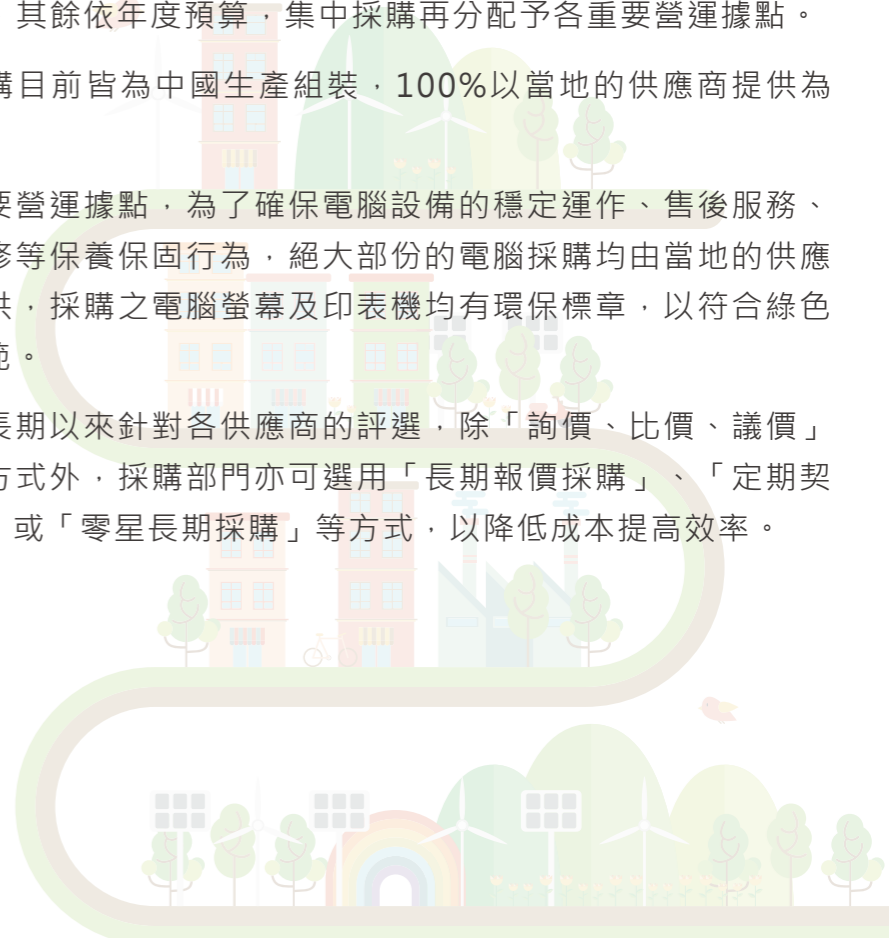 其餘依年度預算，集中採購再分配予各重要營運據點。
購目前皆為中國生產組裝，100%以當地的供應商提供為
要營運據點，為了確保電腦設備的穩定運作、售後服務、
修等保養保固行為，絕大部份的電腦採購均由當地的供應
供，採購之電腦螢幕及印表機均有環保標章，以符合綠色
範。
長期以來針對各供應商的評選，除「詢價、比價、議價」
方式外，採購部門亦可選用「長期報價採購」、「定期契
或「零星長期採購」等方式，以降低成本提高效率。